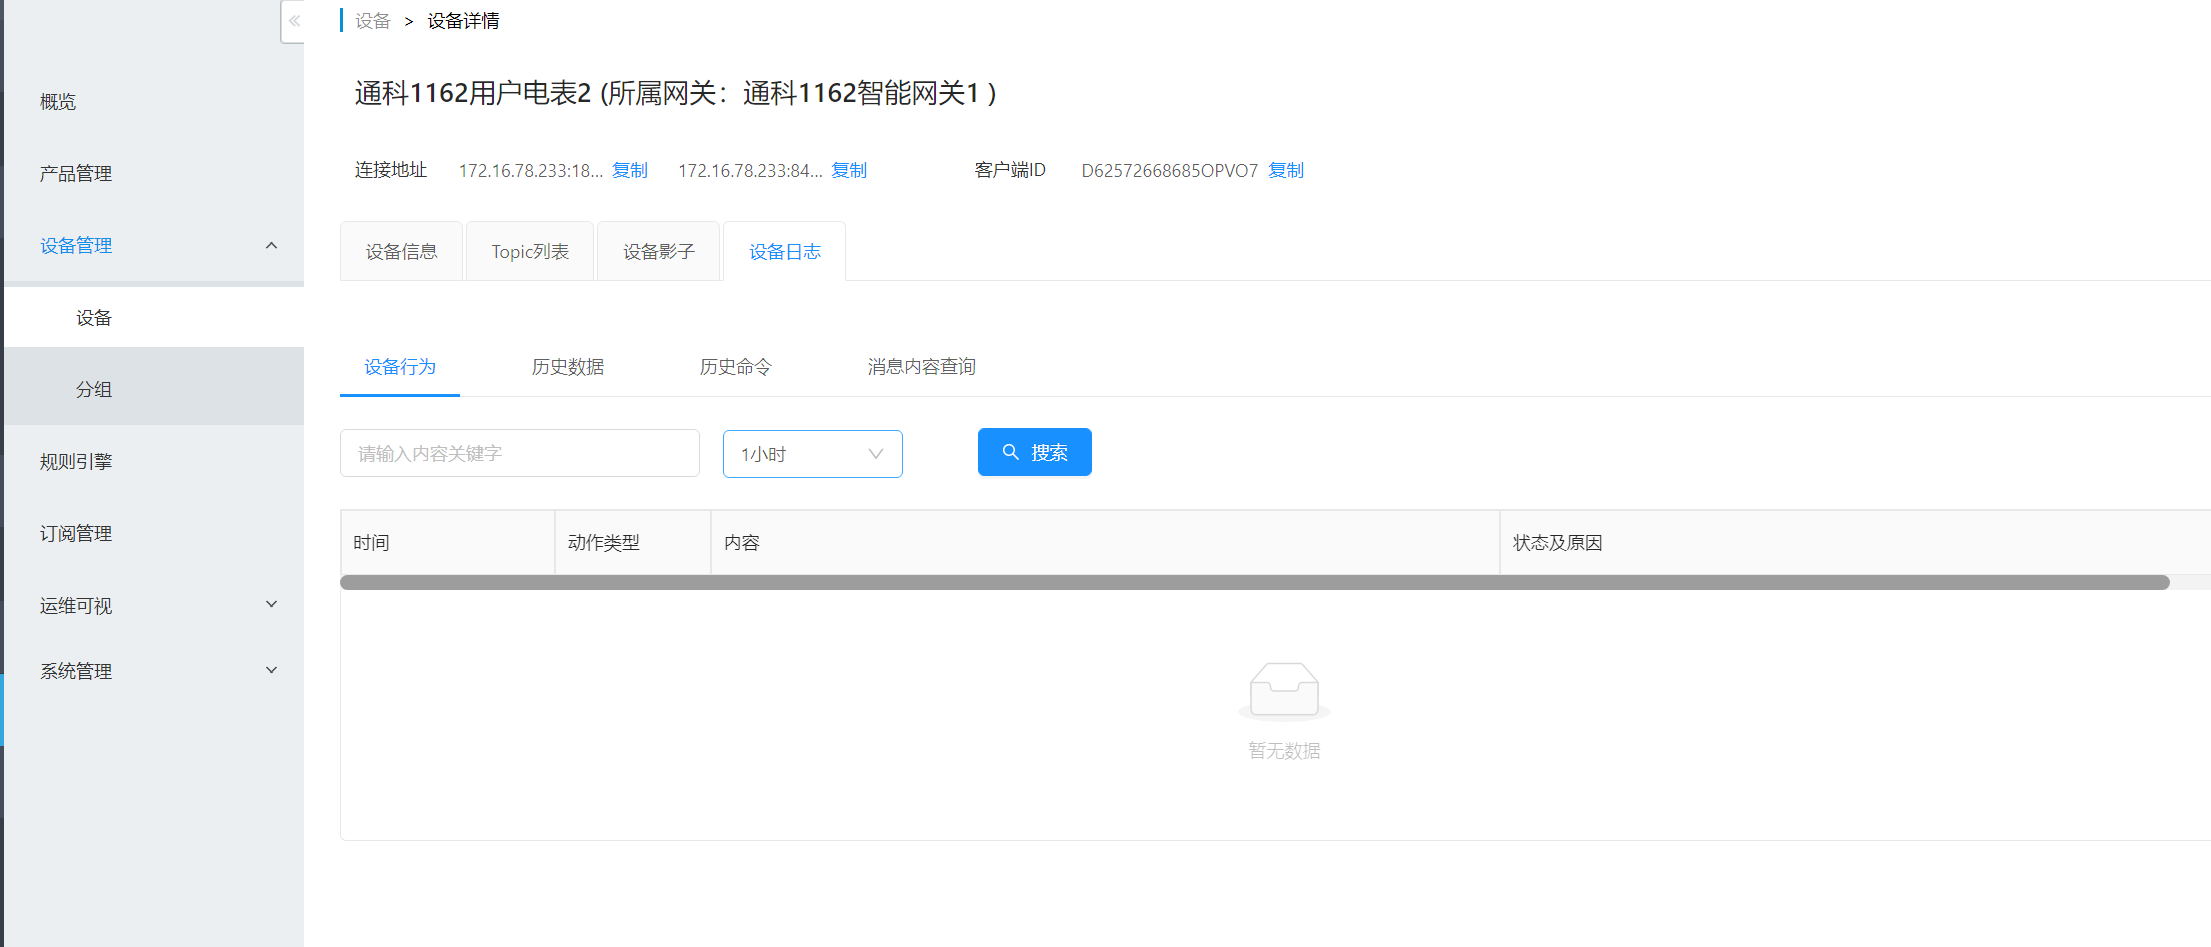 设备 > 设备详情
概览
产品管理
设备管理
设备
分组
规则引擎
订阅管理
运维可视
系统管理
通科1162用户电表2 (所属网关：通科1162智能网关1 )
连接地址 172.16.78.233:18... 复制 172.16.78.233:84... 复制 客户端ID D62572668685OPVO7 复制
设备信息 Topic列表 设备影子 设备日志
设备行为 历史数据 历史命令 消息内容查询
请输入内容关键字 1小时 搜索
时间 动作类型 内容 状态及原因
暂无数据